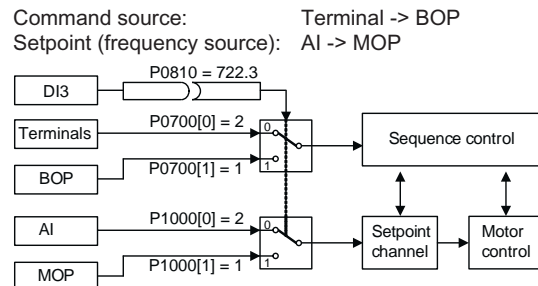 Command source: Terminal -> BOP
Setpoint (frequency source): AI -> MOP
P0810 = 722.3
DI3
Terminals
P0700[0] = 2
0
Sequence control
BOP
P0700[1] = 1
1
AI
P1000[0] = 2
0
Setpoint
channel
Motor
control
MOP
P1000[1] = 1
1